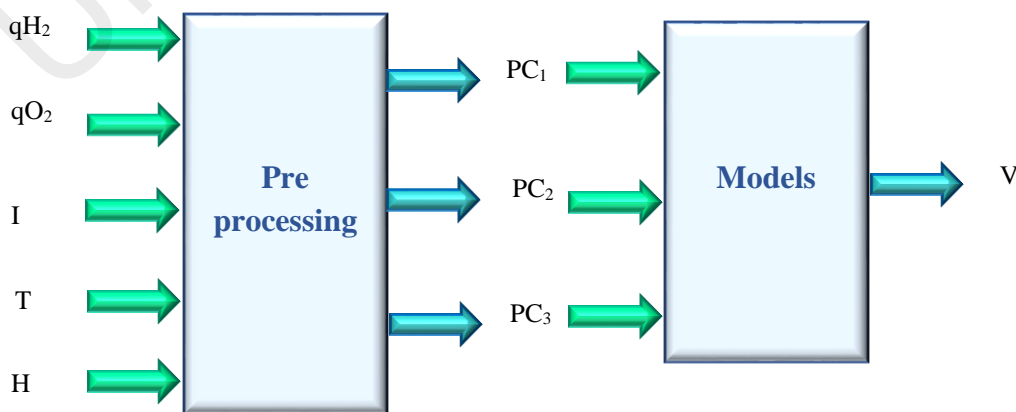 qH₂
qO₂
I
T
H
Pre
processing
PC₁
PC₂
PC₃
Models
V